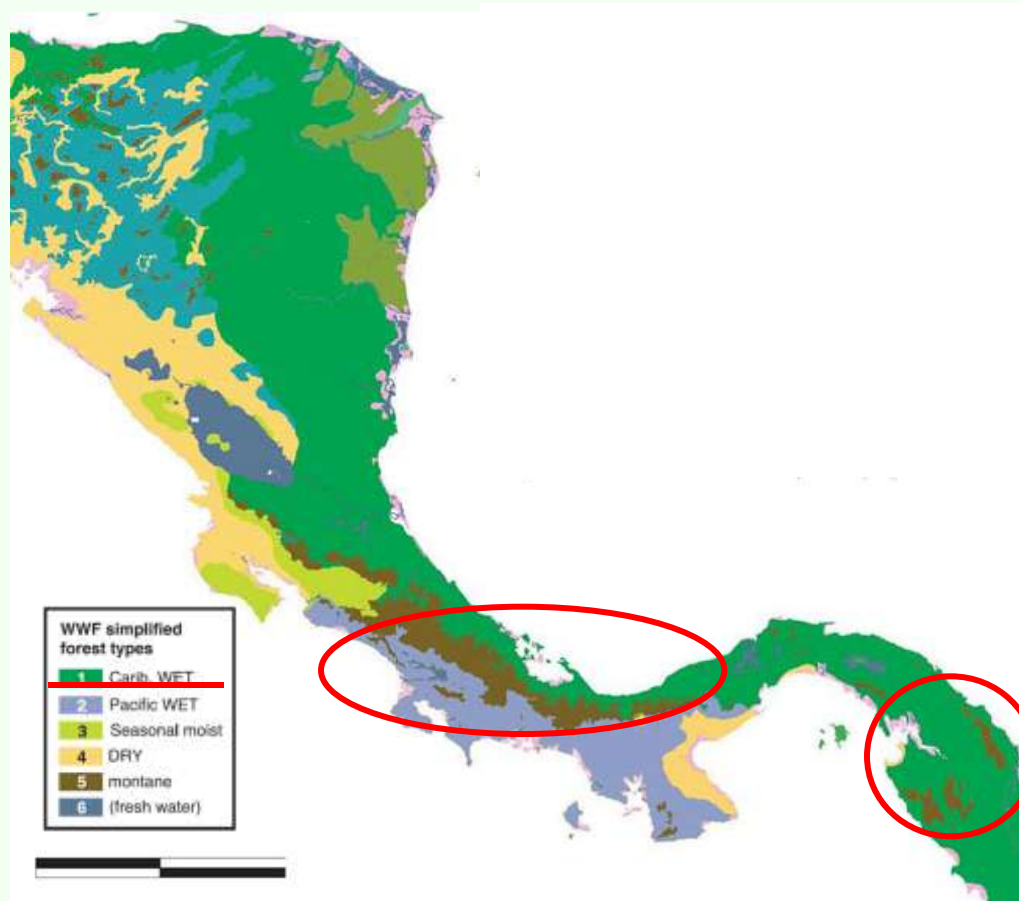 WWF simplified
forest types
1 Carib. WET
2 Pacific WET
3 Seasonal moist
4 DRY
5 montane
6 (fresh water)